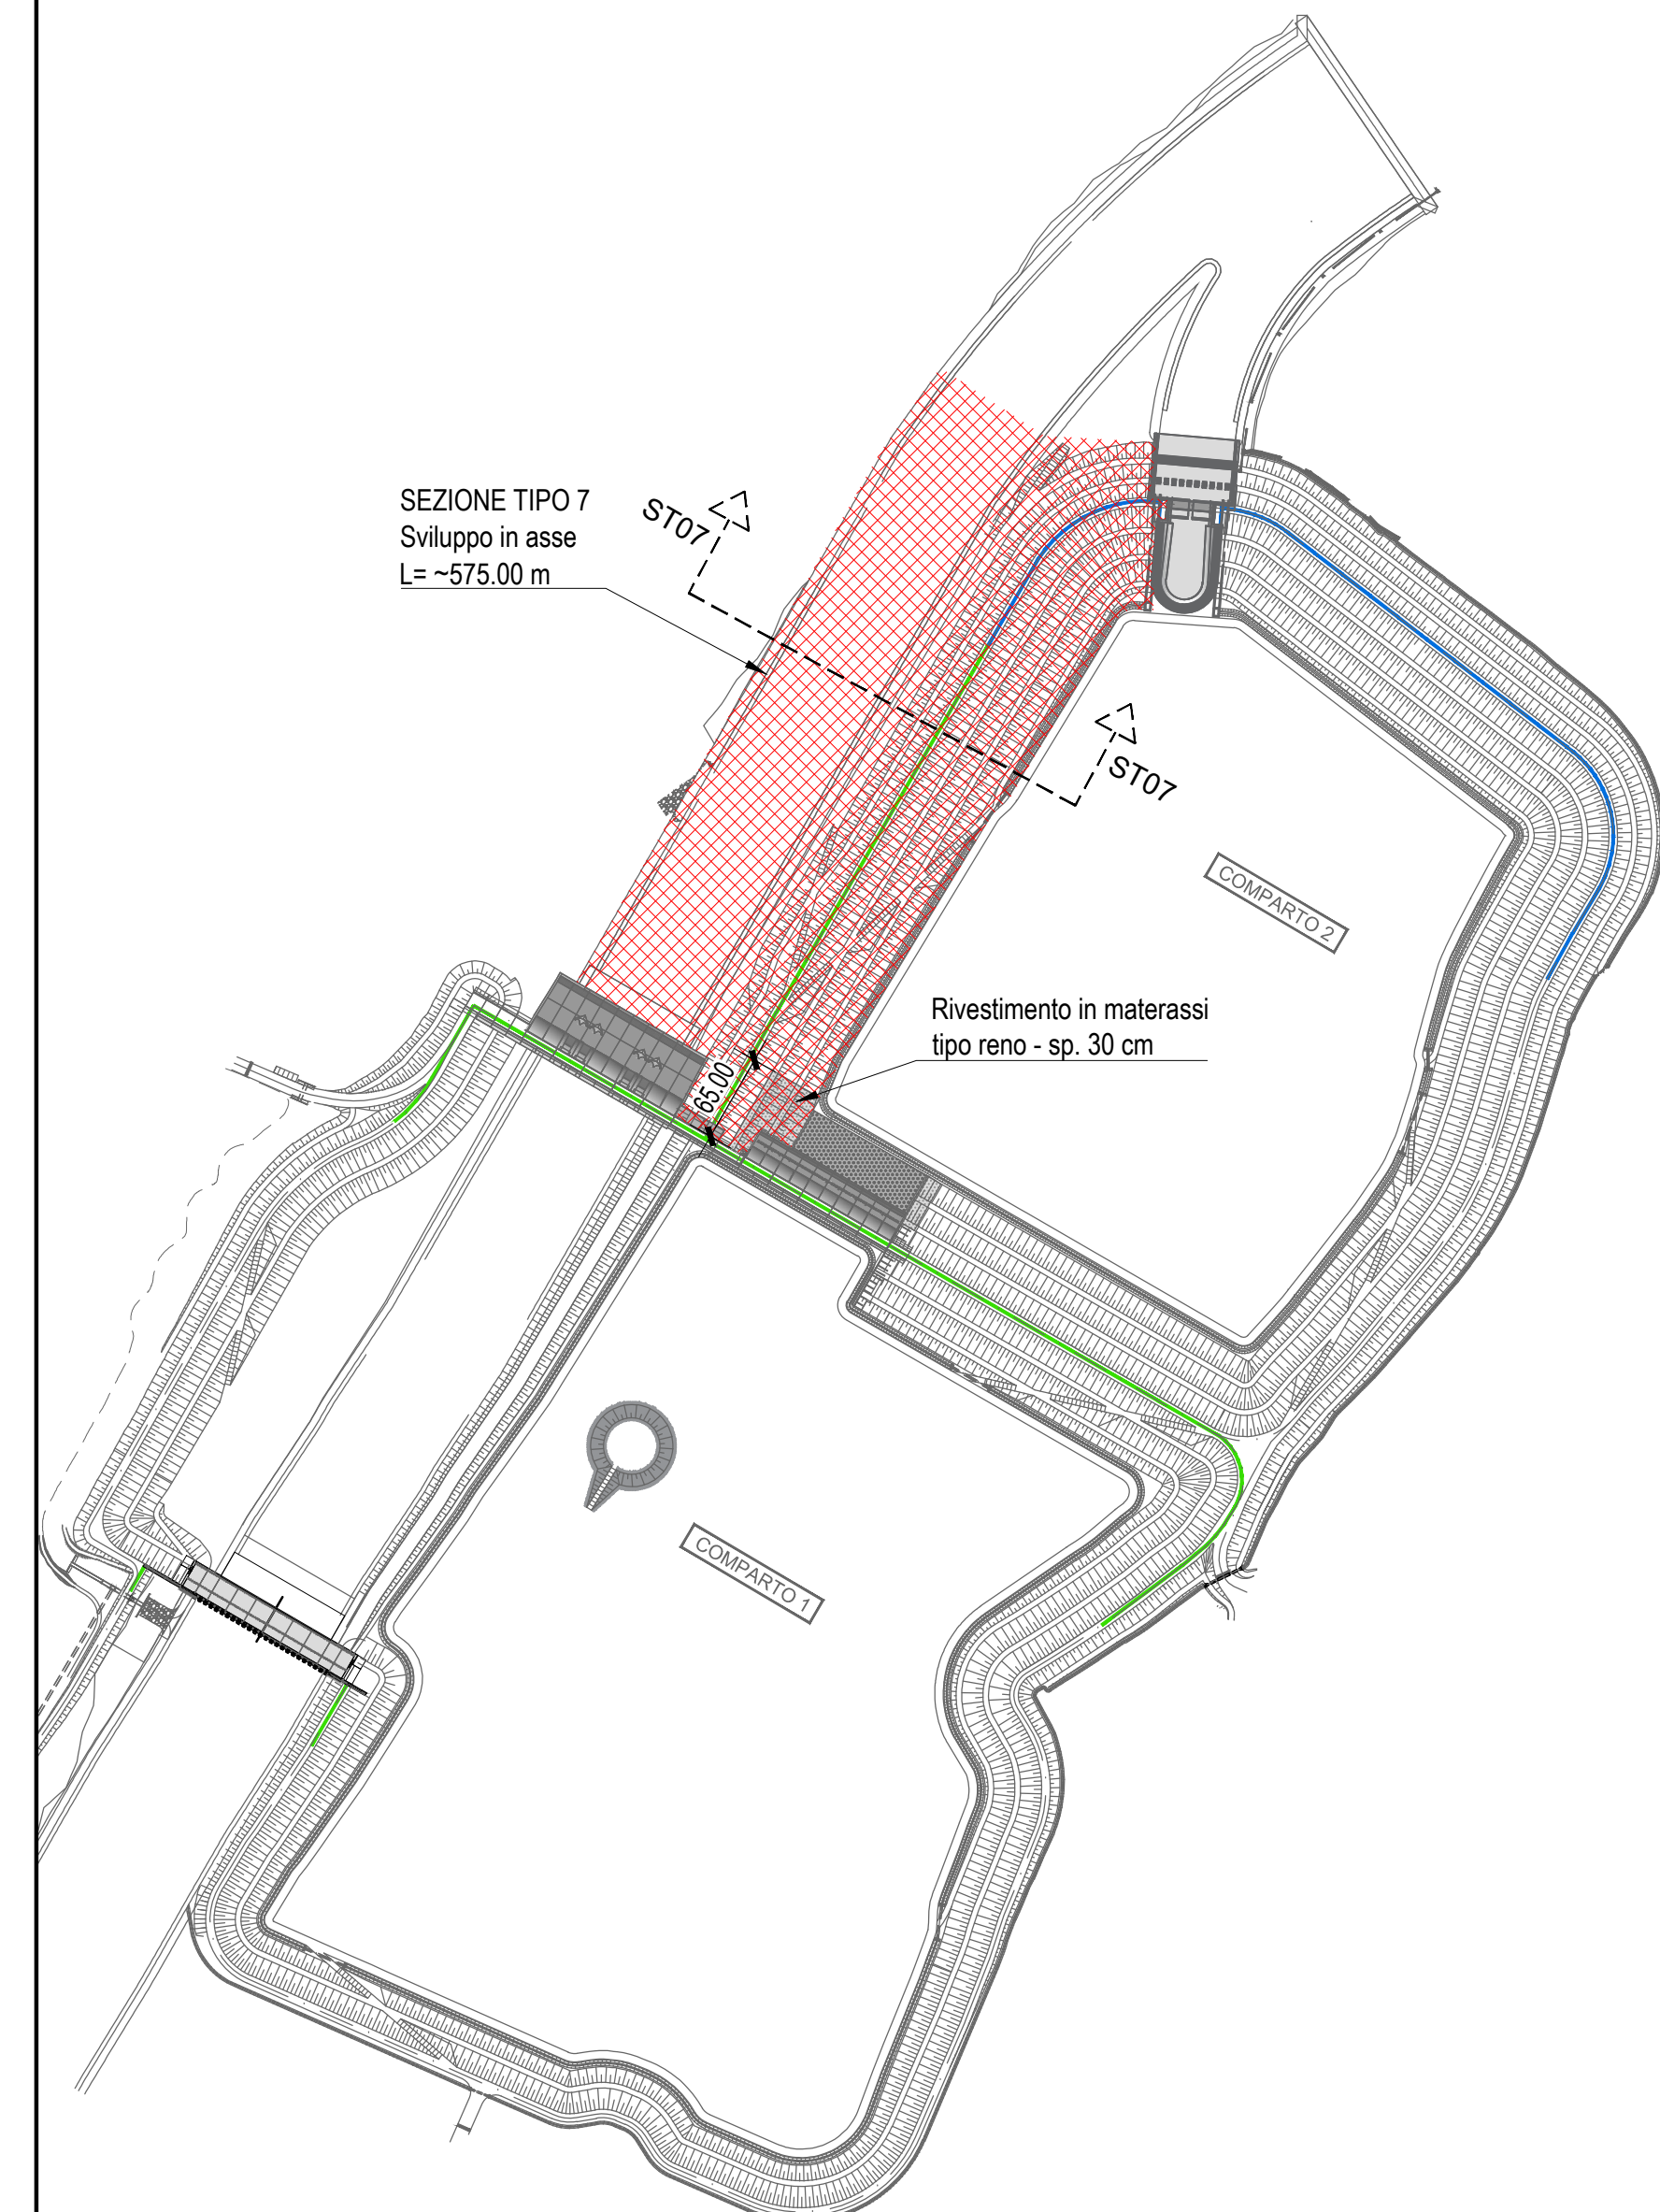 SEZIONE TIPO 7
Sviluppo in asse
L= ~575.00 m
ST07
ST07
COMPARTO 2
Rivestimento in materassi
tipo reno - sp. 30 cm
65.00
COMPARTO 1